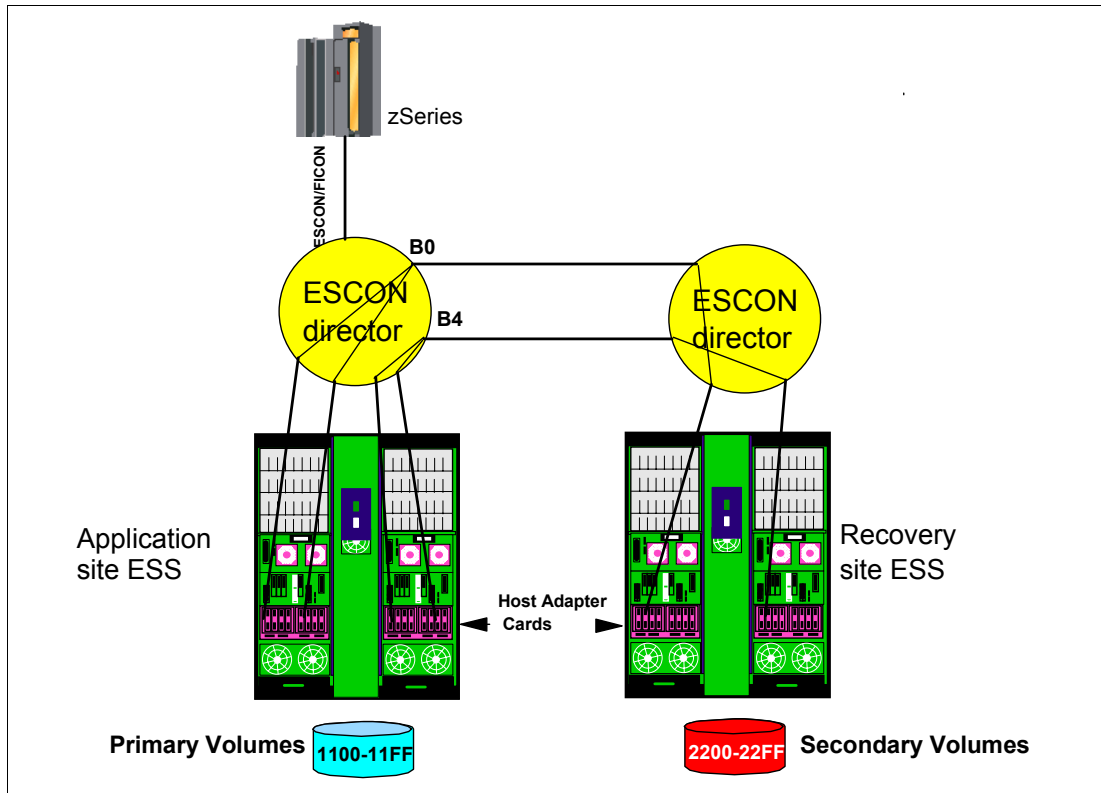 zSeries
ESCON/FICON
B0
ESCON
director
B4
ESCON
director
Application
site ESS
Recovery
site ESS
Host Adapter
Cards
Primary Volumes
1100-11FF
2200-22FF
Secondary Volumes